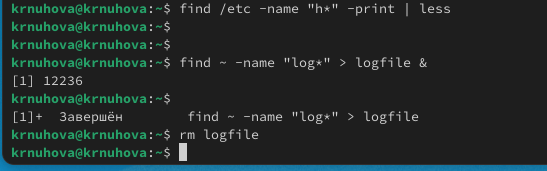 krnuhova@krnuhova:~$ find /etc -name "h*" -print | less
krnuhova@krnuhova:~$
krnuhova@krnuhova:~$
krnuhova@krnuhova:~$ find ~ -name "log*" > logfile &
[1] 12236
krnuhova@krnuhova:~$
[1]+  Завершён        find ~ -name "log*" > logfile
krnuhova@krnuhova:~$ rm logfile
krnuhova@krnuhova:~$